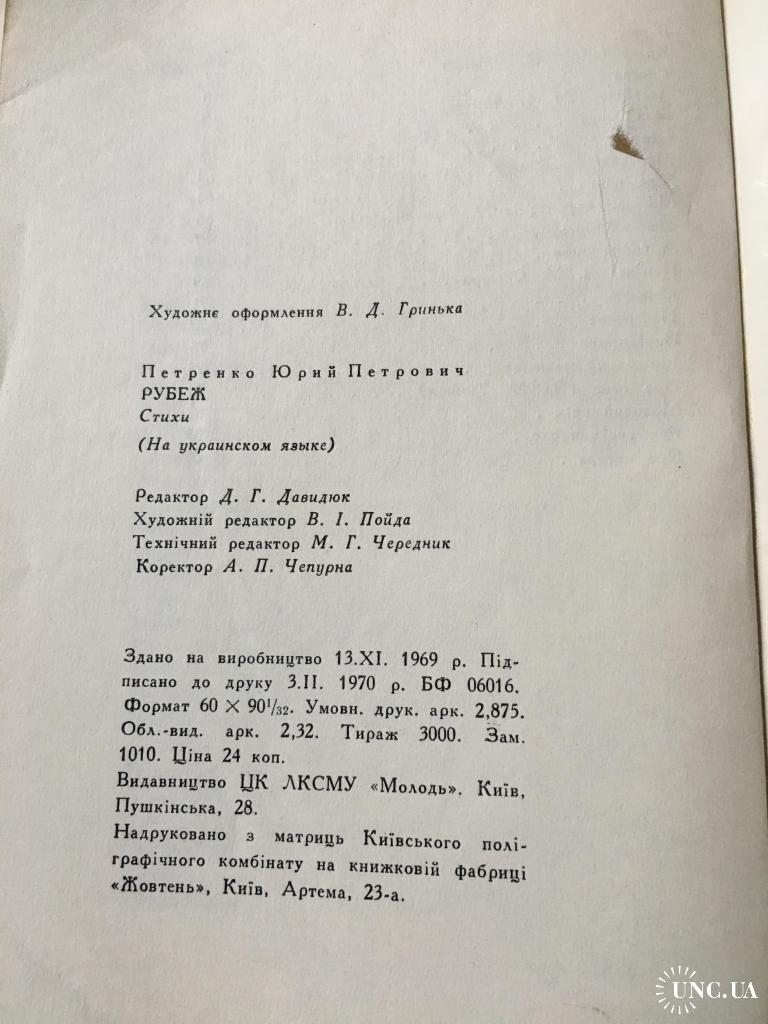 Художнє оформлення В. Д. Гринька
Петренко Юрий Петрович
РУБЕЖ
Стихи
(На украинском языке)
Редактор Д. Г. Давидюк
Художній редактор В. І. Пойда
Технічний редактор М. Г. Чередник
Коректор А. П. Чепурна
Здано на виробництво 13.XI. 1969 р. Під-
писано до друку 3.II. 1970 р. БФ 06016.
Формат 60 × 90¹/₃₂. Умовн. друк. арк. 2,875.
Обл.-вид. арк. 2,32. Тираж 3000. Зам.
1010. Ціна 24 коп.
Видавництво ЦК ЛКСМУ «Молодь». Київ,
Пушкінська, 28.
Надруковано з матриць Київського полі-
графічного комбінату на книжковій фабриці
«Жовтень», Київ, Артема, 23-а.
UNC.UA